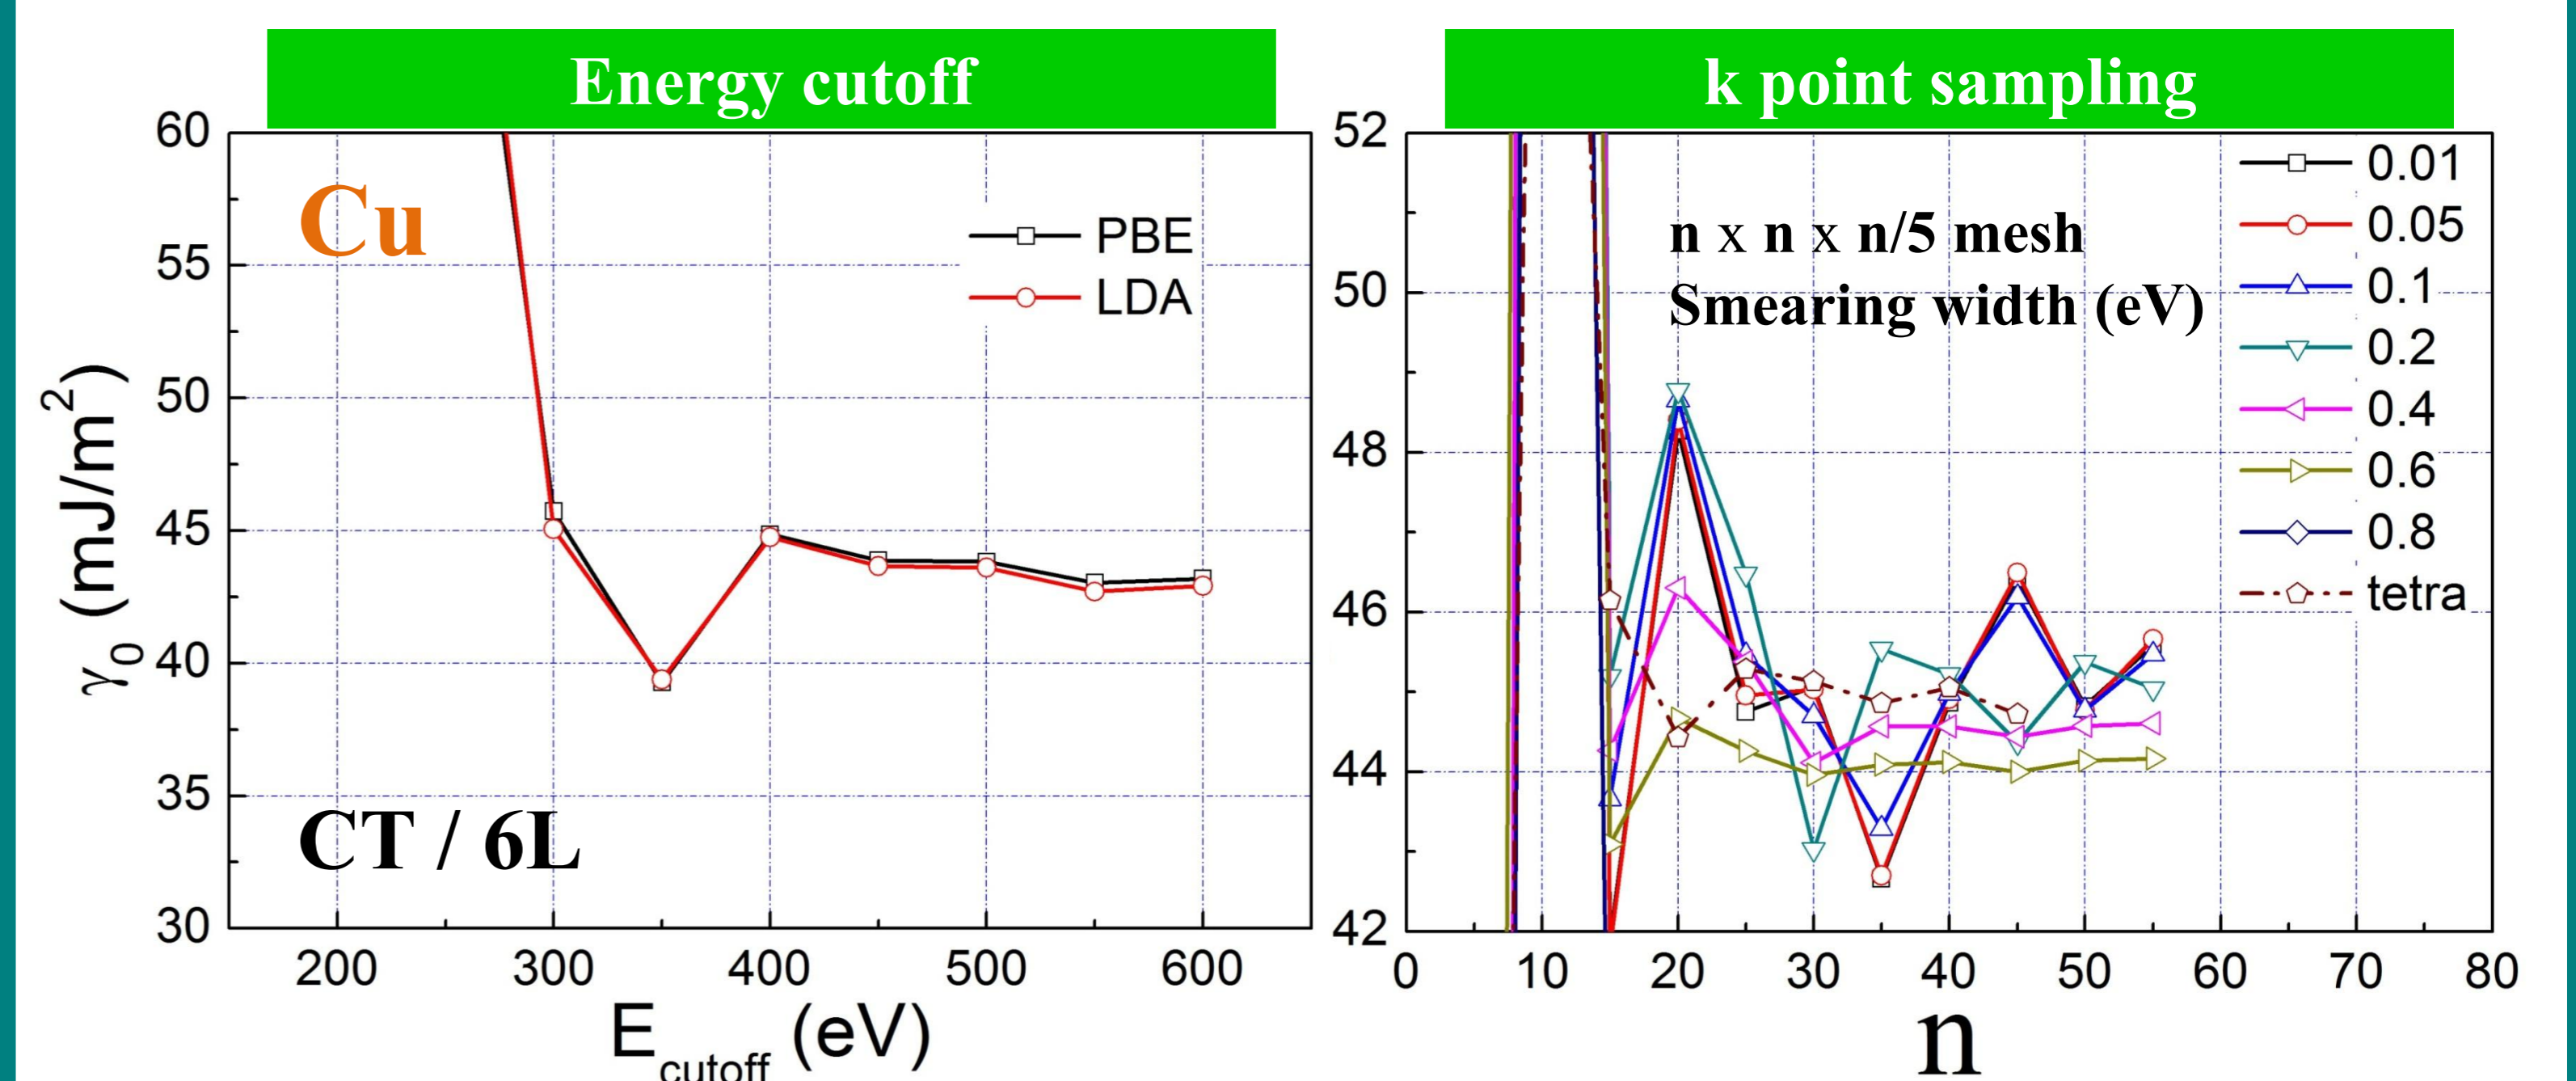 Energy cutoff
60
55
50
45
40
35
30
γ0 (mJ/m2)
Cu
PBE
LDA
CT / 6L
200 300 400 500 600
Ecutoff (eV)
k point sampling
52
50
48
46
44
42
n x n x n/5 mesh
Smearing width (eV)
0.01
0.05
0.1
0.2
0.4
0.6
0.8
tetra
0 10 20 30 40 50 60 70 80
n